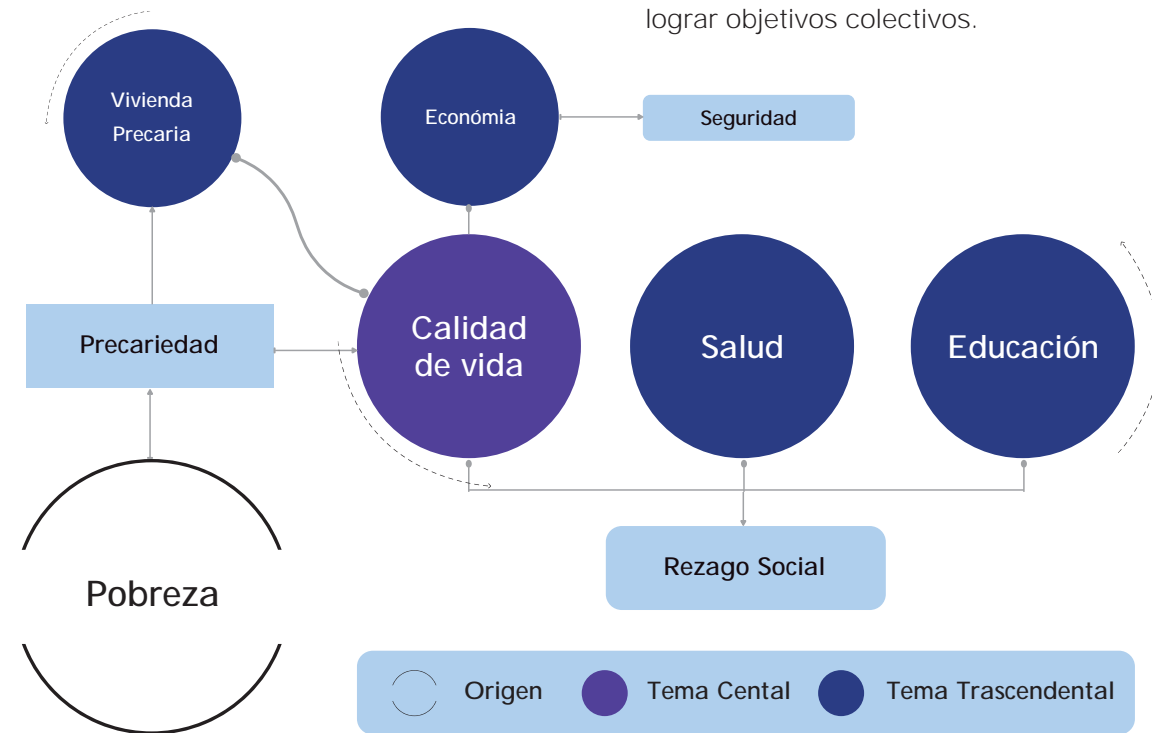 lograr objetivos colectivos.
Vivienda
Precaria
Económia
Seguridad
Precariedad
Calidad
de vida
Salud
Educación
Rezago Social
Pobreza
Origen
Tema Cental
Tema Trascendental